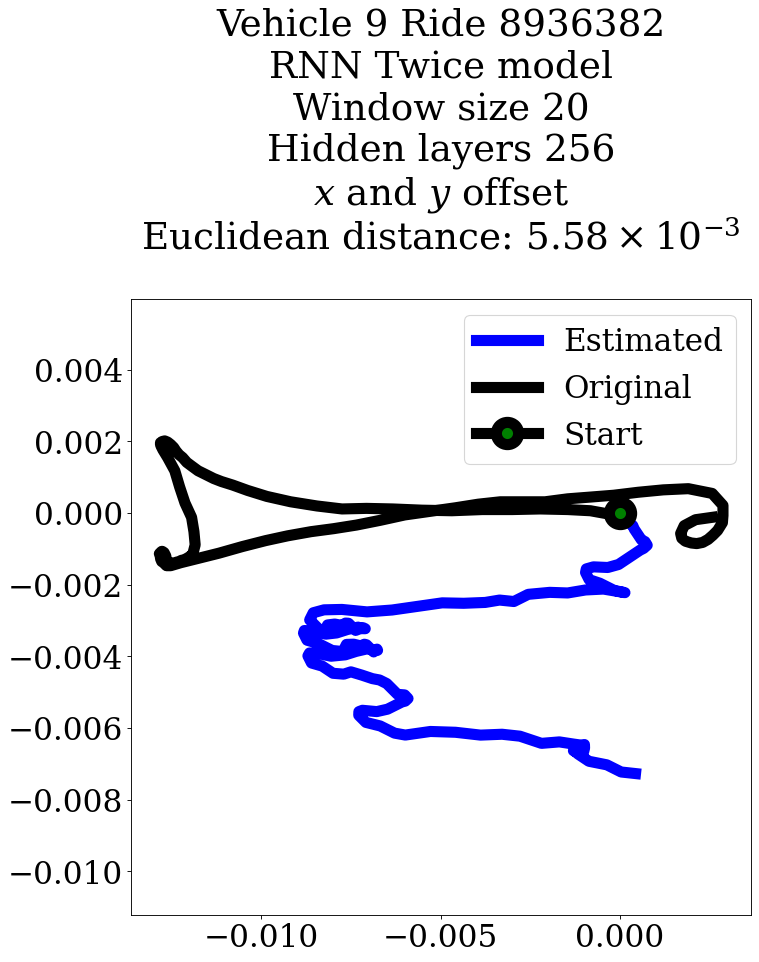 Vehicle 9 Ride 8936382
RNN Twice model
Window size 20
Hidden layers 256
x and y offset
Euclidean distance: 5.58 × 10⁻³
Estimated
Original
Start
0.004
0.002
0.000
−0.002
−0.004
−0.006
−0.008
−0.010
−0.010
−0.005
0.000